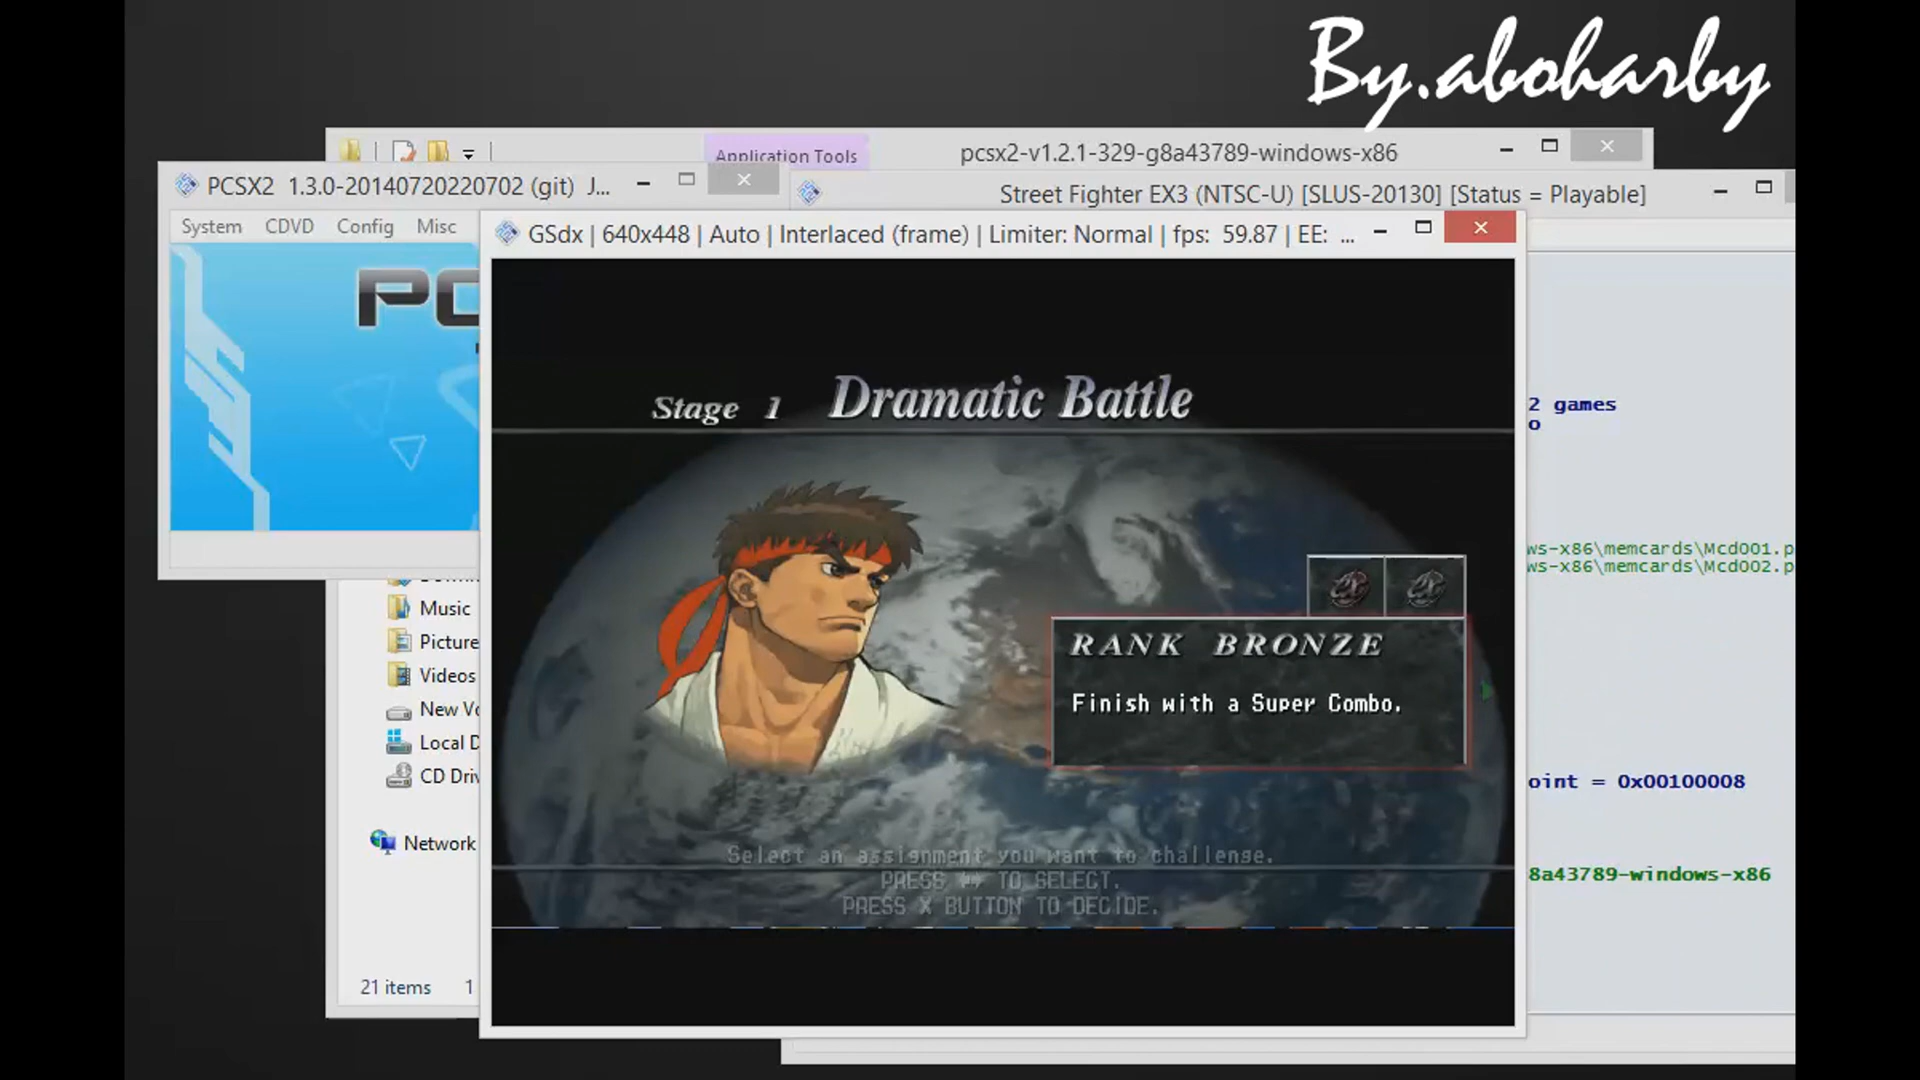 By.aboharby
Application Tools
pcsx2-v1.2.1-329-g8a43789-windows-x86
PCSX2 1.3.0-20140720220702 (git) J...
Street Fighter EX3 (NTSC-U) [SLUS-20130] [Status = Playable]
System CDVD Config Misc
GSdx | 640x448 | Auto | Interlaced (frame) | Limiter: Normal | fps: 59.87 | EE: ...
PC
Stage 1 Dramatic Battle
2 games
o
ws-x86\memcards\Mcd001.p
ws-x86\memcards\Mcd002.p
Music
Picture
Videos
New Vo
Local D
CD Driv
Network
RANK BRONZE
Finish with a Super Combo.
oint = 0x00100008
8a43789-windows-x86
Select an assignment you want to challenge.
PRESS ←→ TO SELECT.
PRESS X BUTTON TO DECIDE.
21 items 1